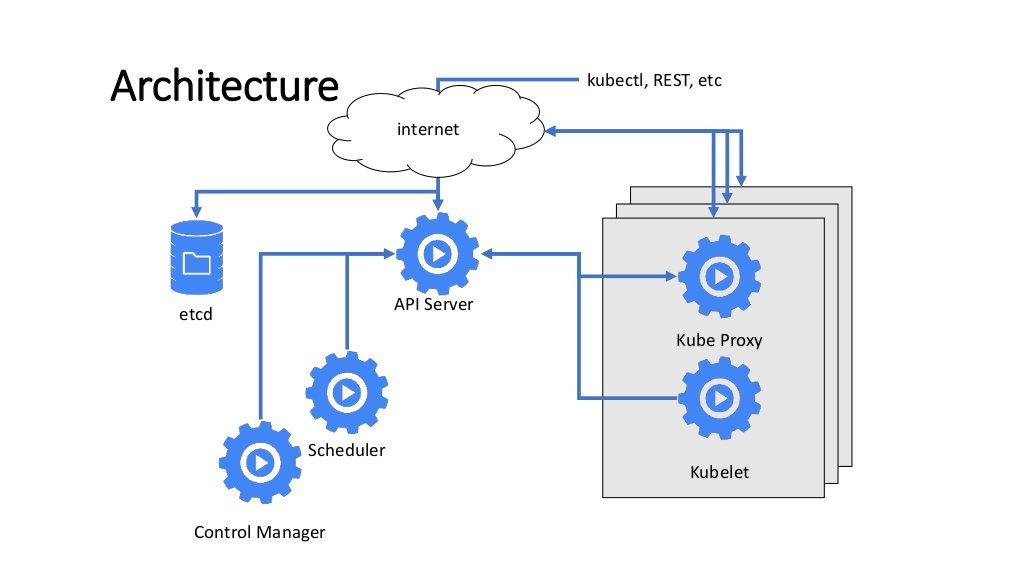 Architecture
kubectl, REST, etc
internet
API Server
etcd
Kube Proxy
Scheduler
Kubelet
Control Manager